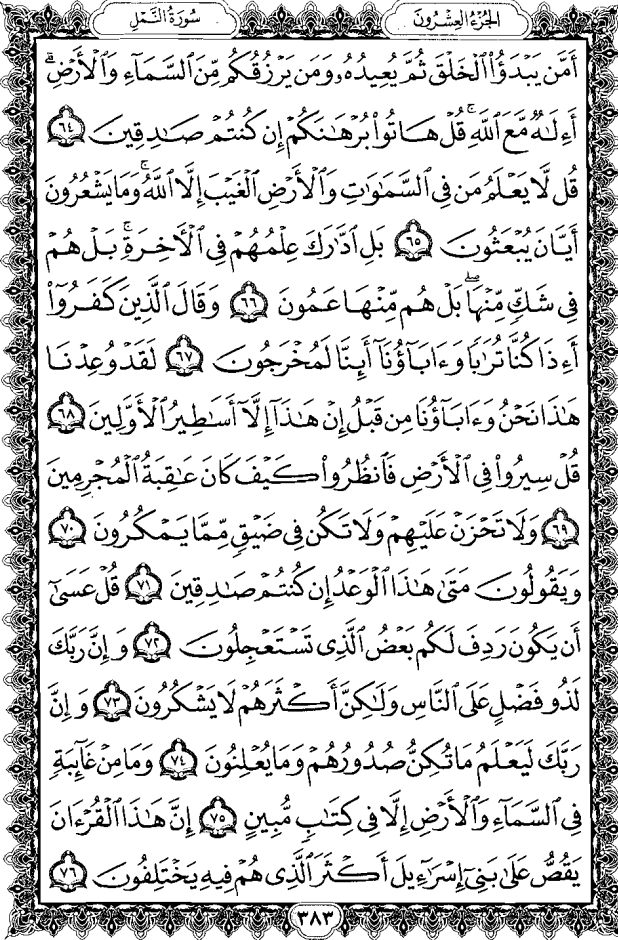 الجزء العشرون
سورة النمل
أَمَّن يَبْدَؤُا۟ ٱلْخَلْقَ ثُمَّ يُعِيدُهُۥ وَمَن يَرْزُقُكُم مِّنَ ٱلسَّمَآءِ وَٱلْأَرْضِ ۗ
أَءِلَٰهٌ مَّعَ ٱللَّهِ ۚ قُلْ هَاتُوا۟ بُرْهَٰنَكُمْ إِن كُنتُمْ صَٰدِقِينَ ٦٤
قُل لَّا يَعْلَمُ مَن فِى ٱلسَّمَٰوَٰتِ وَٱلْأَرْضِ ٱلْغَيْبَ إِلَّا ٱللَّهُ ۚ وَمَا يَشْعُرُونَ
أَيَّانَ يُبْعَثُونَ ٦٥ بَلِ ٱدَّٰرَكَ عِلْمُهُمْ فِى ٱلْءَاخِرَةِ ۚ بَلْ هُمْ
فِى شَكٍّ مِّنْهَا ۖ بَلْ هُم مِّنْهَا عَمُونَ ٦٦ وَقَالَ ٱلَّذِينَ كَفَرُوٓا۟
أَءِذَا كُنَّا تُرَٰبًا وَءَابَآؤُنَآ أَئِنَّا لَمُخْرَجُونَ ٦٧ لَقَدْ وُعِدْنَا
هَٰذَا نَحْنُ وَءَابَآؤُنَا مِن قَبْلُ إِنْ هَٰذَآ إِلَّآ أَسَٰطِيرُ ٱلْأَوَّلِينَ ٦٨
قُلْ سِيرُوا۟ فِى ٱلْأَرْضِ فَٱنظُرُوا۟ كَيْفَ كَانَ عَٰقِبَةُ ٱلْمُجْرِمِينَ
٦٩ وَلَا تَحْزَنْ عَلَيْهِمْ وَلَا تَكُن فِى ضَيْقٍ مِّمَّا يَمْكُرُونَ ٧٠
وَيَقُولُونَ مَتَىٰ هَٰذَا ٱلْوَعْدُ إِن كُنتُمْ صَٰدِقِينَ ٧١ قُلْ عَسَىٰٓ
أَن يَكُونَ رَدِفَ لَكُم بَعْضُ ٱلَّذِى تَسْتَعْجِلُونَ ٧٢ وَإِنَّ رَبَّكَ
لَذُو فَضْلٍ عَلَى ٱلنَّاسِ وَلَٰكِنَّ أَكْثَرَهُمْ لَا يَشْكُرُونَ ٧٣ وَإِنَّ
رَبَّكَ لَيَعْلَمُ مَا تُكِنُّ صُدُورُهُمْ وَمَا يُعْلِنُونَ ٧٤ وَمَا مِنْ غَآئِبَةٍ
فِى ٱلسَّمَآءِ وَٱلْأَرْضِ إِلَّا فِى كِتَٰبٍ مُّبِينٍ ٧٥ إِنَّ هَٰذَا ٱلْقُرْءَانَ
يَقُصُّ عَلَىٰ بَنِىٓ إِسْرَٰٓءِيلَ أَكْثَرَ ٱلَّذِى هُمْ فِيهِ يَخْتَلِفُونَ ٧٦
٣٨٣